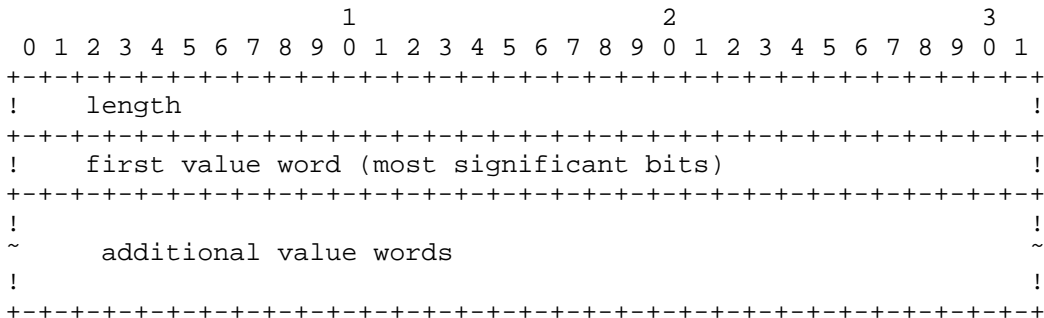 1                   2                   3
 0 1 2 3 4 5 6 7 8 9 0 1 2 3 4 5 6 7 8 9 0 1 2 3 4 5 6 7 8 9 0 1
+-+-+-+-+-+-+-+-+-+-+-+-+-+-+-+-+-+-+-+-+-+-+-+-+-+-+-+-+-+-+-+-+
!    length                                                     !
+-+-+-+-+-+-+-+-+-+-+-+-+-+-+-+-+-+-+-+-+-+-+-+-+-+-+-+-+-+-+-+-+
!    first value word (most significant bits)                   !
+-+-+-+-+-+-+-+-+-+-+-+-+-+-+-+-+-+-+-+-+-+-+-+-+-+-+-+-+-+-+-+-+
!                                                               !
~     additional value words                                    ~
!                                                               !
+-+-+-+-+-+-+-+-+-+-+-+-+-+-+-+-+-+-+-+-+-+-+-+-+-+-+-+-+-+-+-+-+